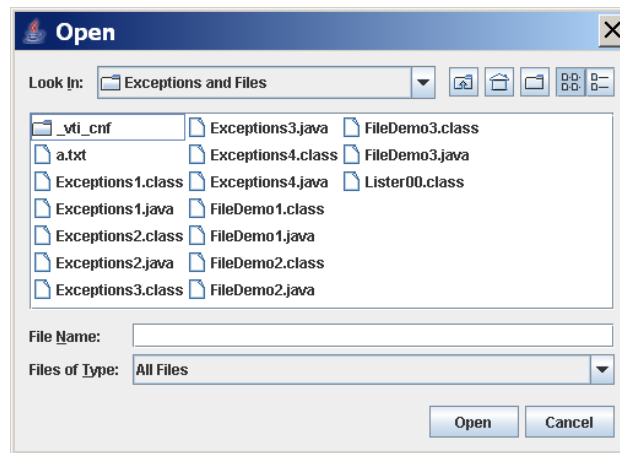 Open
Look In: Exceptions and Files
_vti_cnf Exceptions3.java FileDemo3.class
a.txt Exceptions4.class FileDemo3.java
Exceptions1.class Exceptions4.java Lister00.class
Exceptions1.java FileDemo1.class
Exceptions2.class FileDemo1.java
Exceptions2.java FileDemo2.class
Exceptions3.class FileDemo2.java
File Name:
Files of Type: All Files
Open Cancel